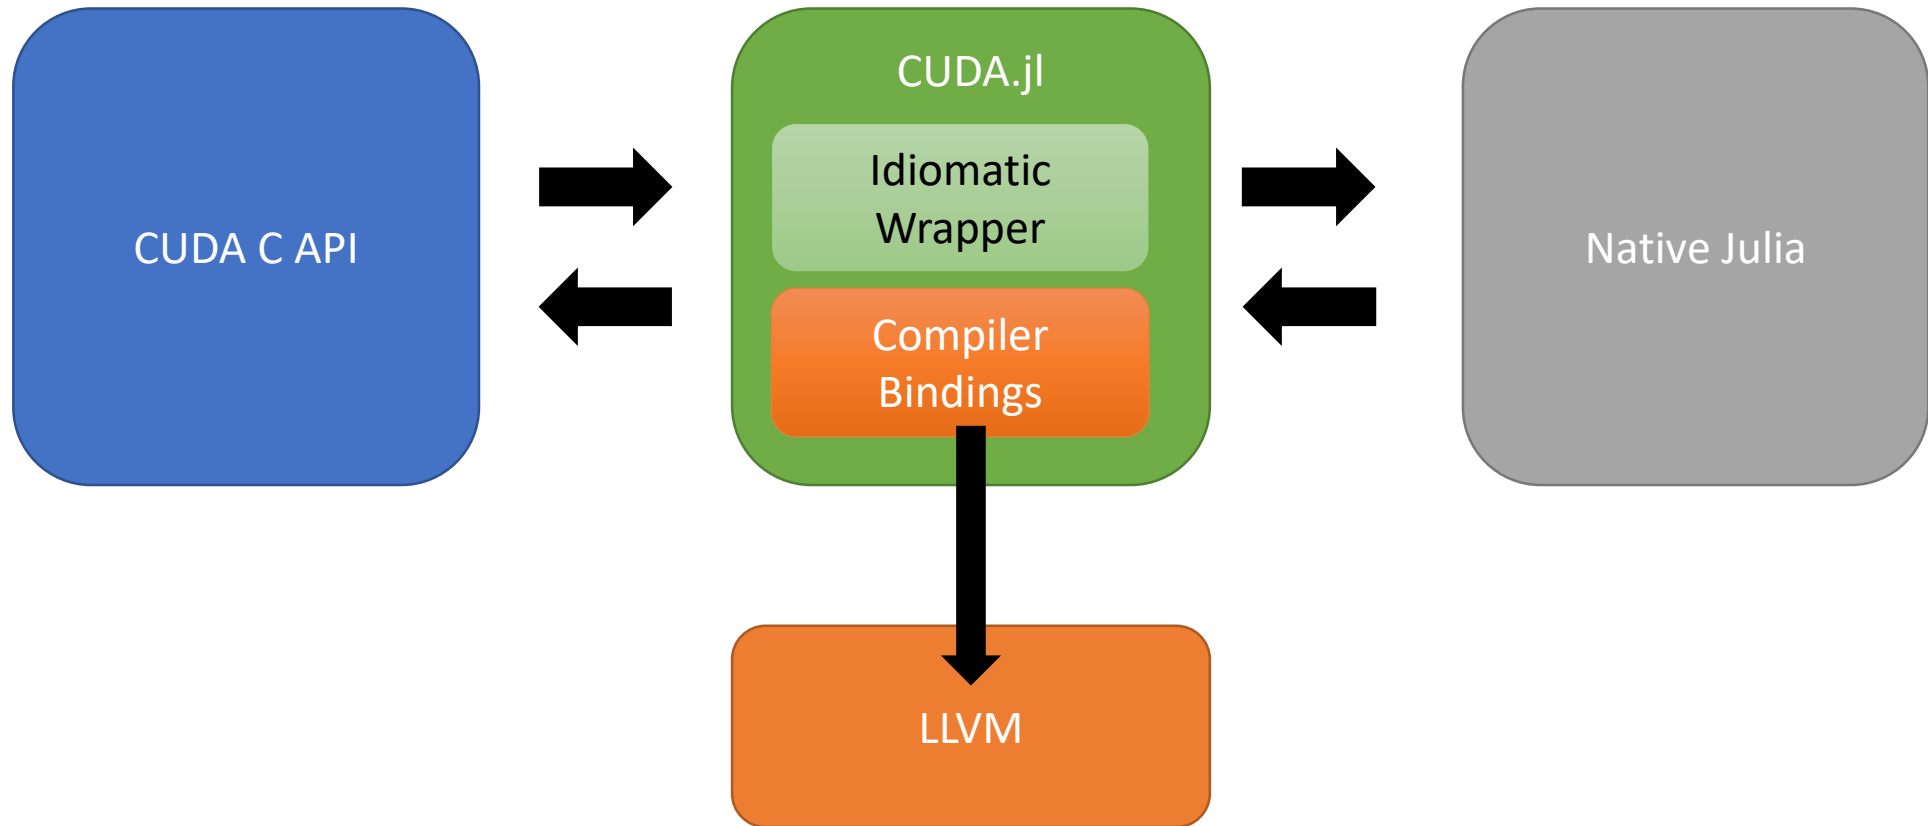 CUDA C API
CUDA.jl
Idiomatic
Wrapper
Compiler
Bindings
Native Julia
LLVM